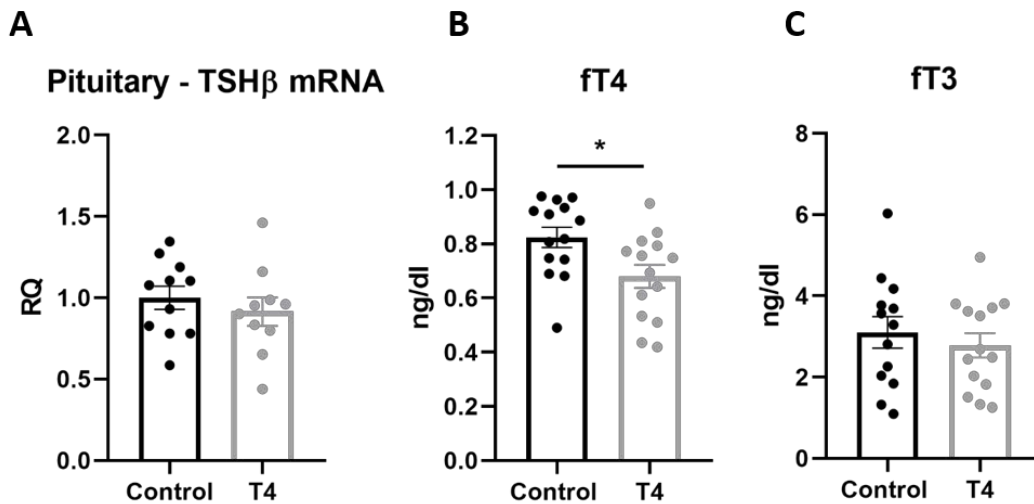 A
Pituitary - TSHβ mRNA
2.0
1.5
1.0
0.5
0.0
RQ
Control T4
B
fT4
*
1.2
1.0
0.8
0.6
0.4
0.2
0.0
ng/dl
Control T4
C
fT3
8
6
4
2
0
ng/dl
Control T4